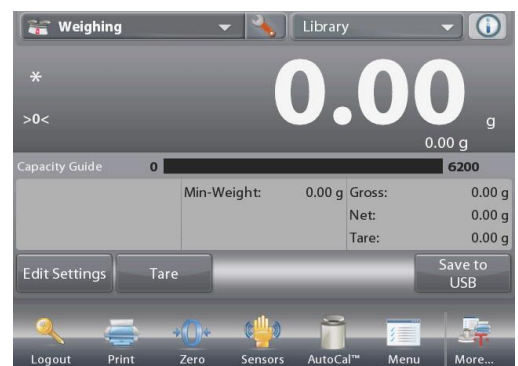 Weighing Library
*
>0<
0.00 g
0.00 g
Capacity Guide 0 6200
Min-Weight: 0.00 g Gross: 0.00 g
Net: 0.00 g
Tare: 0.00 g
Edit Settings Tare Save to USB
Logout Print Zero Sensors AutoCal™ Menu More...